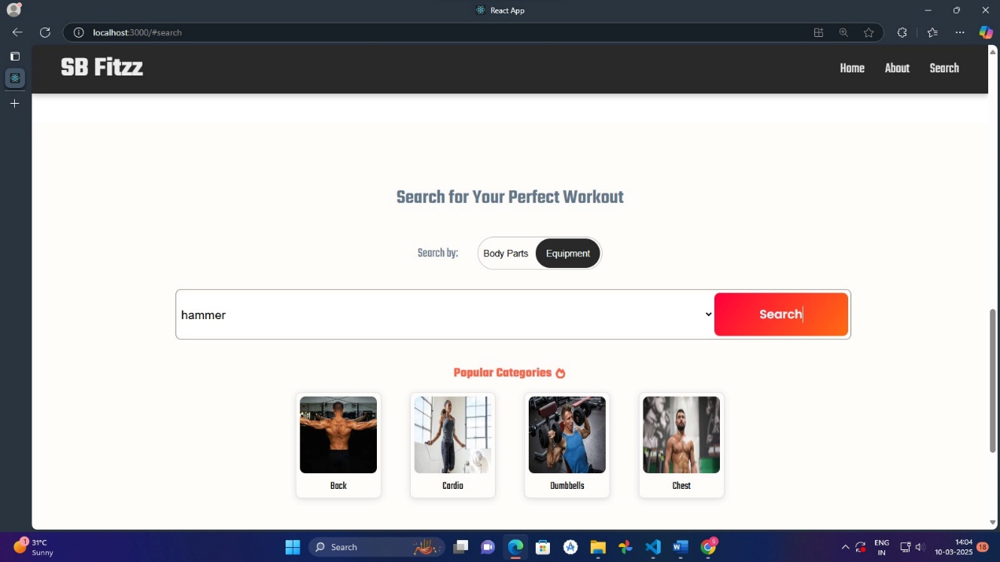 React App
localhost:3000/#search
SB Fitzz
Home About Search
Search for Your Perfect Workout
Search by: Body Parts Equipment
hammer Search
Popular Categories
Back Cardio Dumbbells Chest
1 31°C Search ENG 14:04
Sunny IN 10-03-2025 18